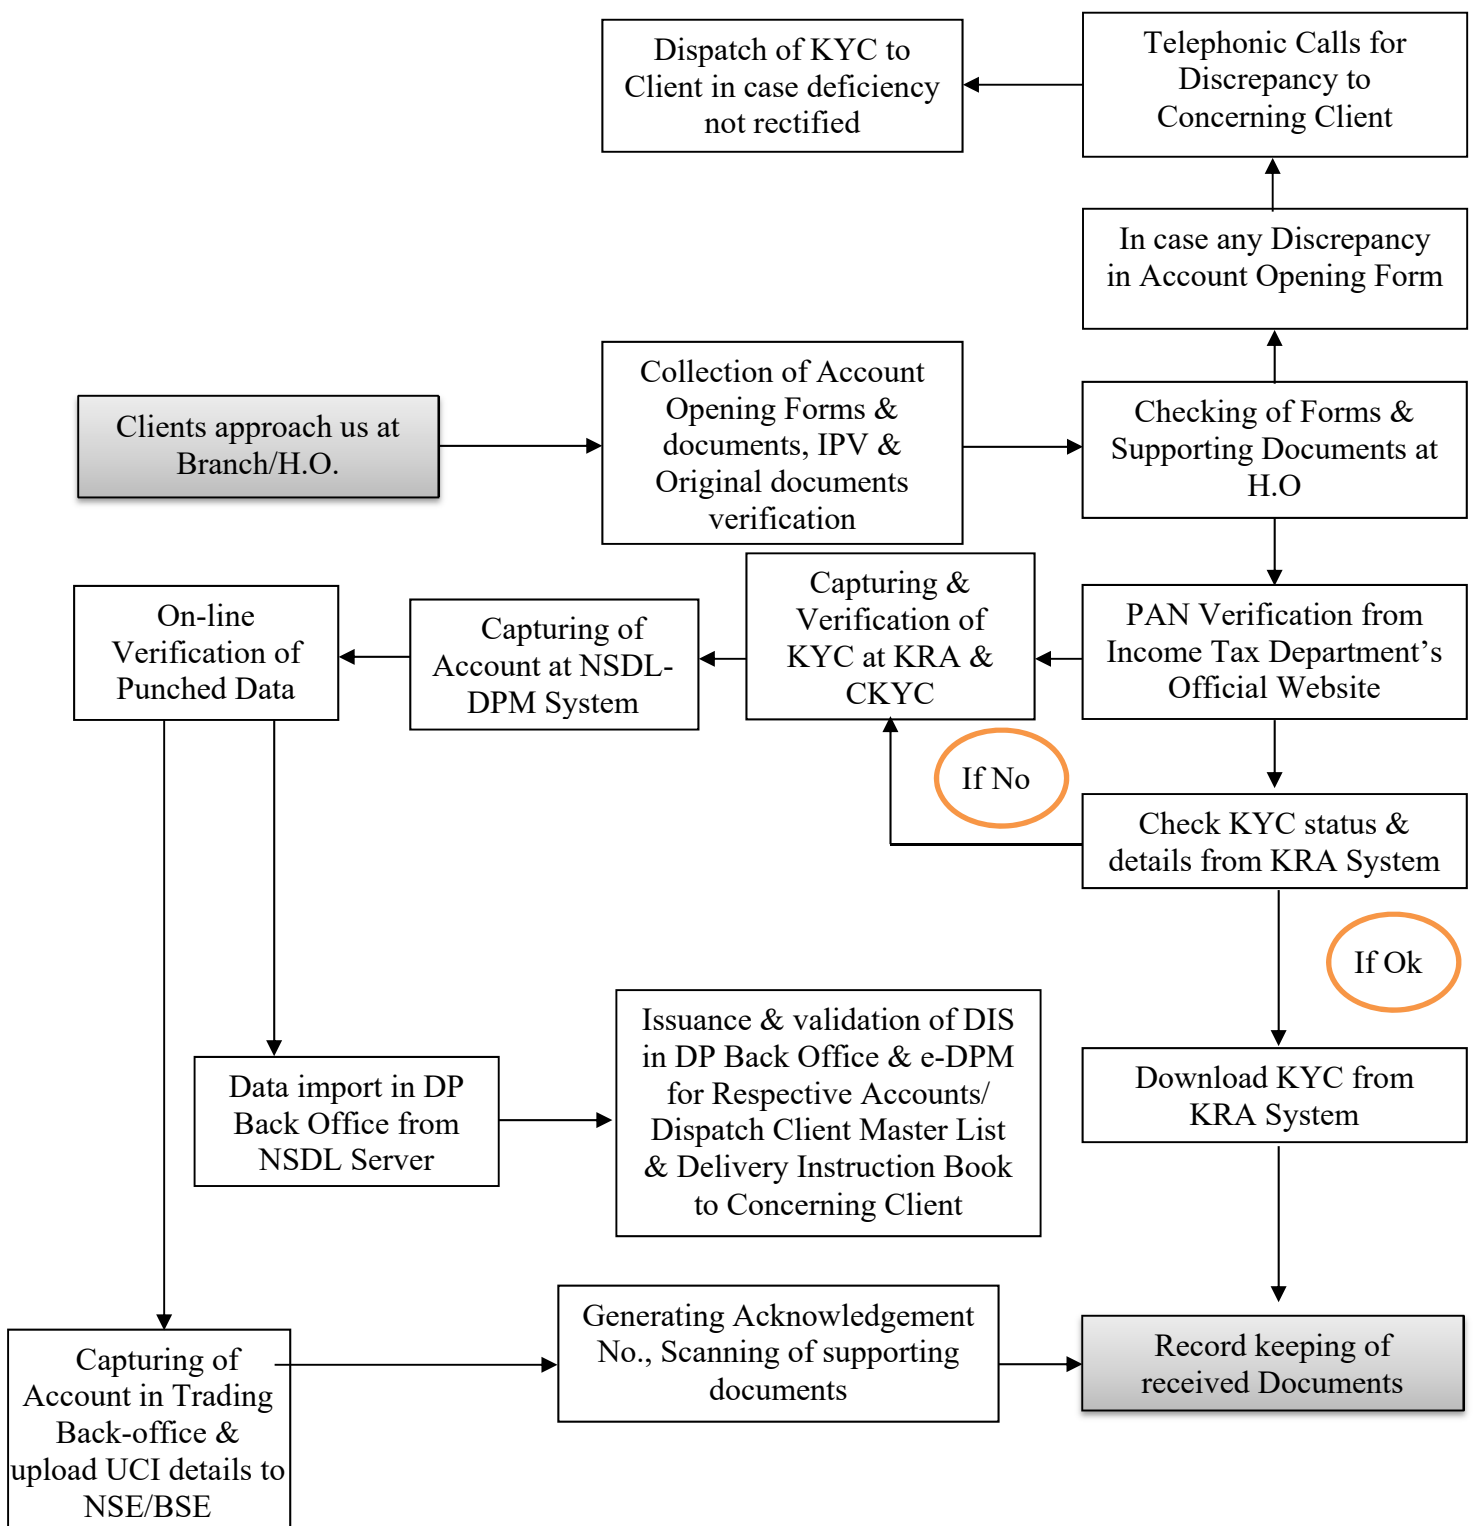 Dispatch of KYC to
Client in case deficiency
not rectified
Telephonic Calls for
Discrepancy to
Concerning Client
In case any Discrepancy
in Account Opening Form
Clients approach us at
Branch/H.O.
Collection of Account
Opening Forms &
documents, IPV &
Original documents
verification
Checking of Forms &
Supporting Documents at
H.O
On-line
Verification of
Punched Data
Capturing of
Account at NSDL-
DPM System
Capturing &
Verification of
KYC at KRA &
CKYC
PAN Verification from
Income Tax Department’s
Official Website
If No
Check KYC status &
details from KRA System
If Ok
Data import in DP
Back Office from
NSDL Server
Issuance & validation of DIS
in DP Back Office & e-DPM
for Respective Accounts/
Dispatch Client Master List
& Delivery Instruction Book
to Concerning Client
Download KYC from
KRA System
Capturing of
Account in Trading
Back-office &
upload UCI details to
NSE/BSE
Generating Acknowledgement
No., Scanning of supporting
documents
Record keeping of
received Documents